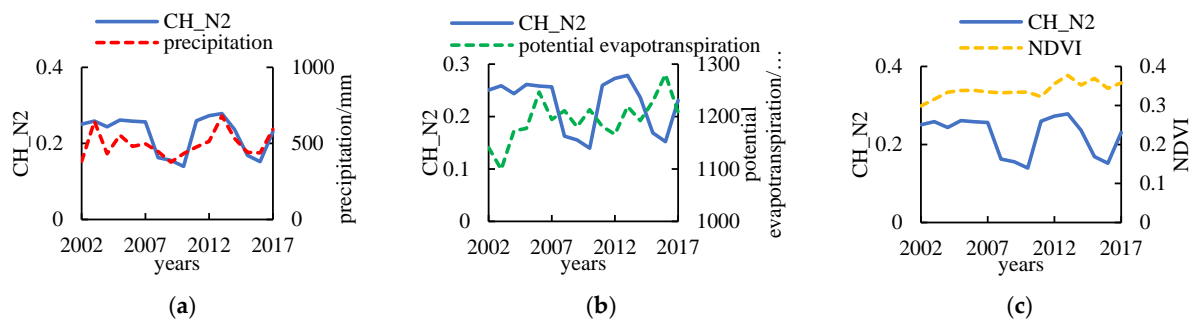 CH_N2
precipitation
0.4
0.2
0
CH_N2
1000
500
0
precipitation/mm
2002 2007 2012 2017
years
(a)
CH_N2
potential evapotranspiration
0.3
0.2
0.1
0
CH_N2
1300
1200
1100
1000
potential
evapotranspiration/...
2002 2007 2012 2017
years
(b)
CH_N2
NDVI
0.4
0.2
0
CH_N2
0.4
0.3
0.2
0.1
0
NDVI
2002 2007 2012 2017
years
(c)